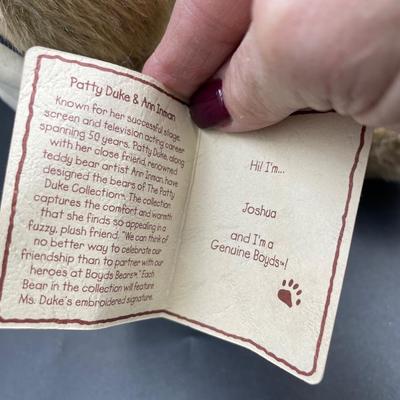 Patty Duke & Ann Inman
Known for her successful stage,
screen and television acting career
spanning 50 years, Patty Duke, along
with her close friend, renowned
teddy bear artist Ann Inman, have
designed the bears of The Patty
Duke Collection™. The collection
captures the comfort and warmth
that she finds so appealing in a
fuzzy, plush friend. "We can think of
no better way to celebrate our
friendship than to partner with our
heroes at Boyds Bears™." Each
Bear in the collection will feature
Ms. Duke's embroidered signature.
Hi! I'm...
Joshua
and I'm a
Genuine Boyds™!